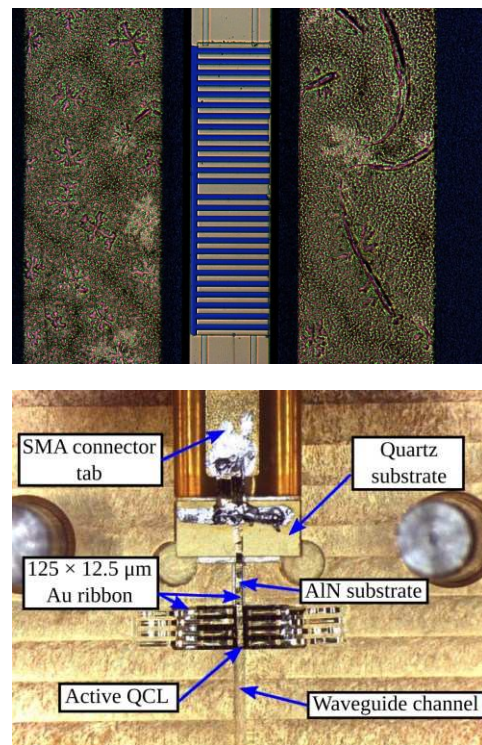 SMA connector
tab
Quartz
substrate
125 × 12.5 μm
Au ribbon
AlN substrate
Active QCL
Waveguide channel